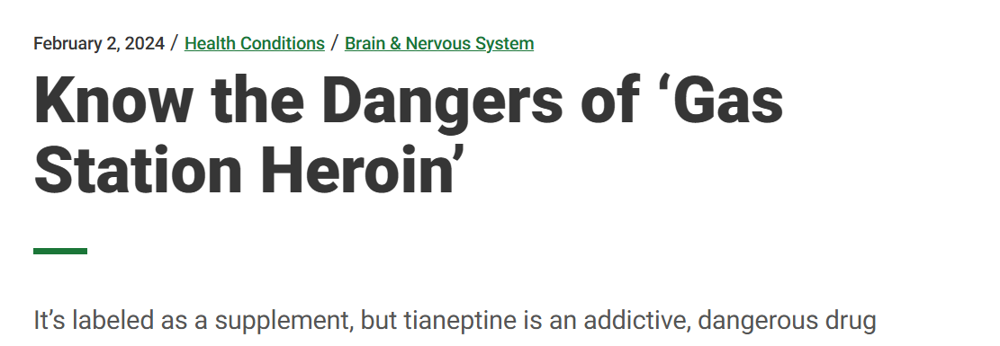 February 2, 2024 / Health Conditions / Brain & Nervous System
Know the Dangers of ‘Gas
Station Heroin’
It’s labeled as a supplement, but tianeptine is an addictive, dangerous drug